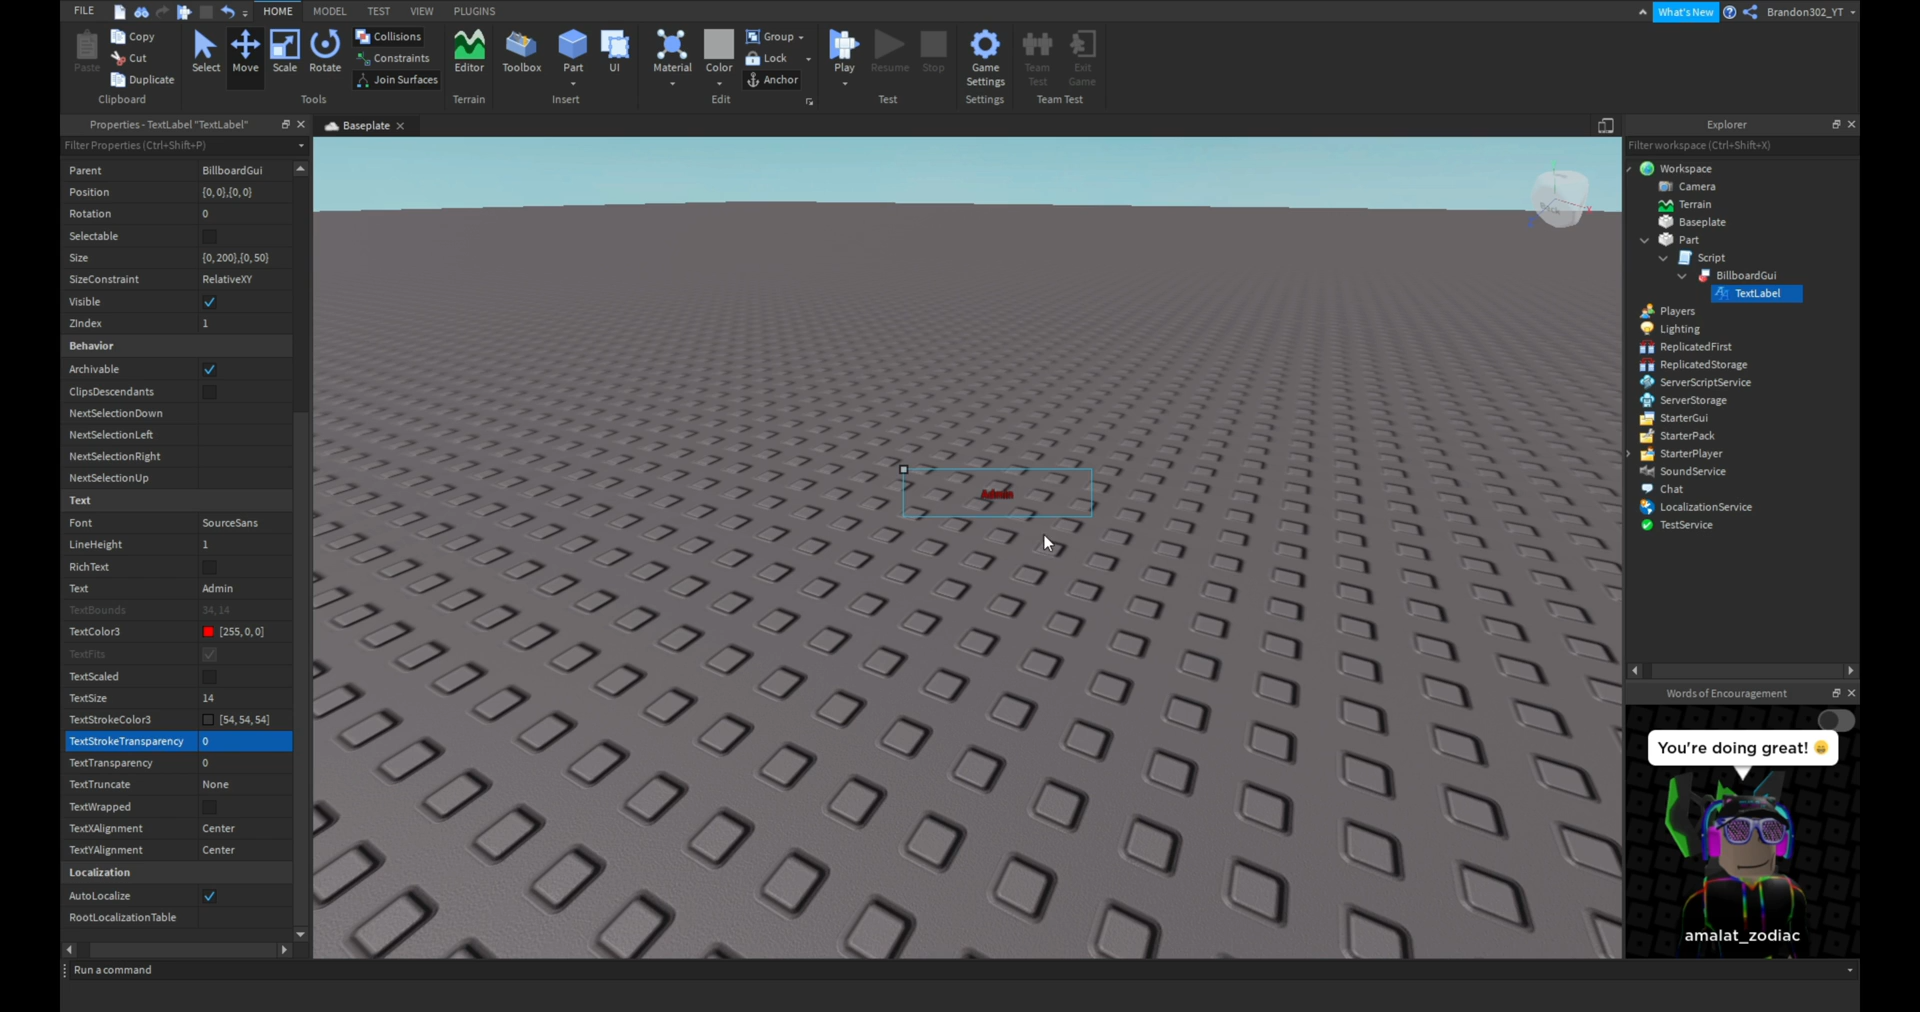 FILE
HOME
MODEL
TEST
VIEW
PLUGINS
What's New
Brandon302_YT
Paste
Copy
Cut
Duplicate
Clipboard
Select
Move
Scale
Rotate
Collisions
Constraints
Join Surfaces
Tools
Editor
Terrain
Toolbox
Part
UI
Insert
Material
Color
Group
Lock
Anchor
Edit
Play
Resume
Stop
Test
Game
Settings
Settings
Team
Test
Exit
Game
Team Test
Properties - TextLabel "TextLabel"
Filter Properties (Ctrl+Shift+P)
Parent BillboardGui
Position {0, 0},{0, 0}
Rotation 0
Selectable
Size {0, 200},{0, 50}
SizeConstraint RelativeXY
Visible
ZIndex 1
Behavior
Archivable
ClipsDescendants
NextSelectionDown
NextSelectionLeft
NextSelectionRight
NextSelectionUp
Text
Font SourceSans
LineHeight 1
RichText
Text Admin
TextBounds 34, 14
TextColor3 [255, 0, 0]
TextFits
TextScaled
TextSize 14
TextStrokeColor3 [54, 54, 54]
TextStrokeTransparency 0
TextTransparency 0
TextTruncate None
TextWrapped
TextXAlignment Center
TextYAlignment Center
Localization
AutoLocalize
RootLocalizationTable
Baseplate
Admin
Explorer
Filter workspace (Ctrl+Shift+X)
Workspace
Camera
Terrain
Baseplate
Part
Script
BillboardGui
TextLabel
Players
Lighting
ReplicatedFirst
ReplicatedStorage
ServerScriptService
ServerStorage
StarterGui
StarterPack
StarterPlayer
SoundService
Chat
LocalizationService
TestService
Words of Encouragement
You're doing great! 😀
amalat_zodiac
Run a command